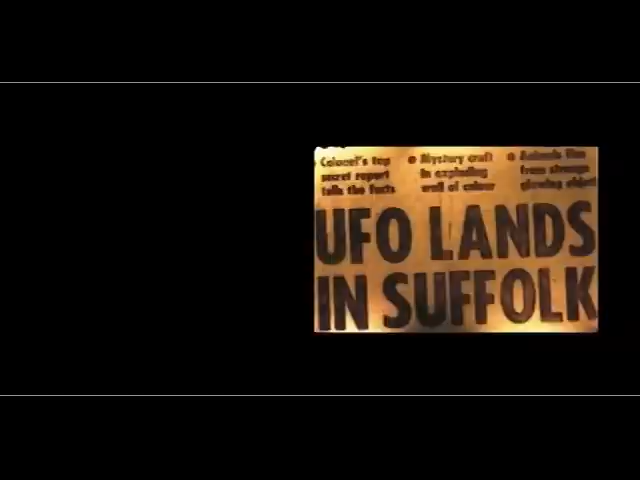 Colonel's top
secret report
tells the facts
● Mystery craft
in exploding
wall of colour
● Animals flee
from strange
glowing object
UFO LANDS
IN SUFFOLK